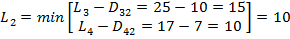 L₂ = min [L₃ − D₃₂ = 25 − 10 = 15
L₄ − D₄₂ = 17 − 7 = 10] = 10